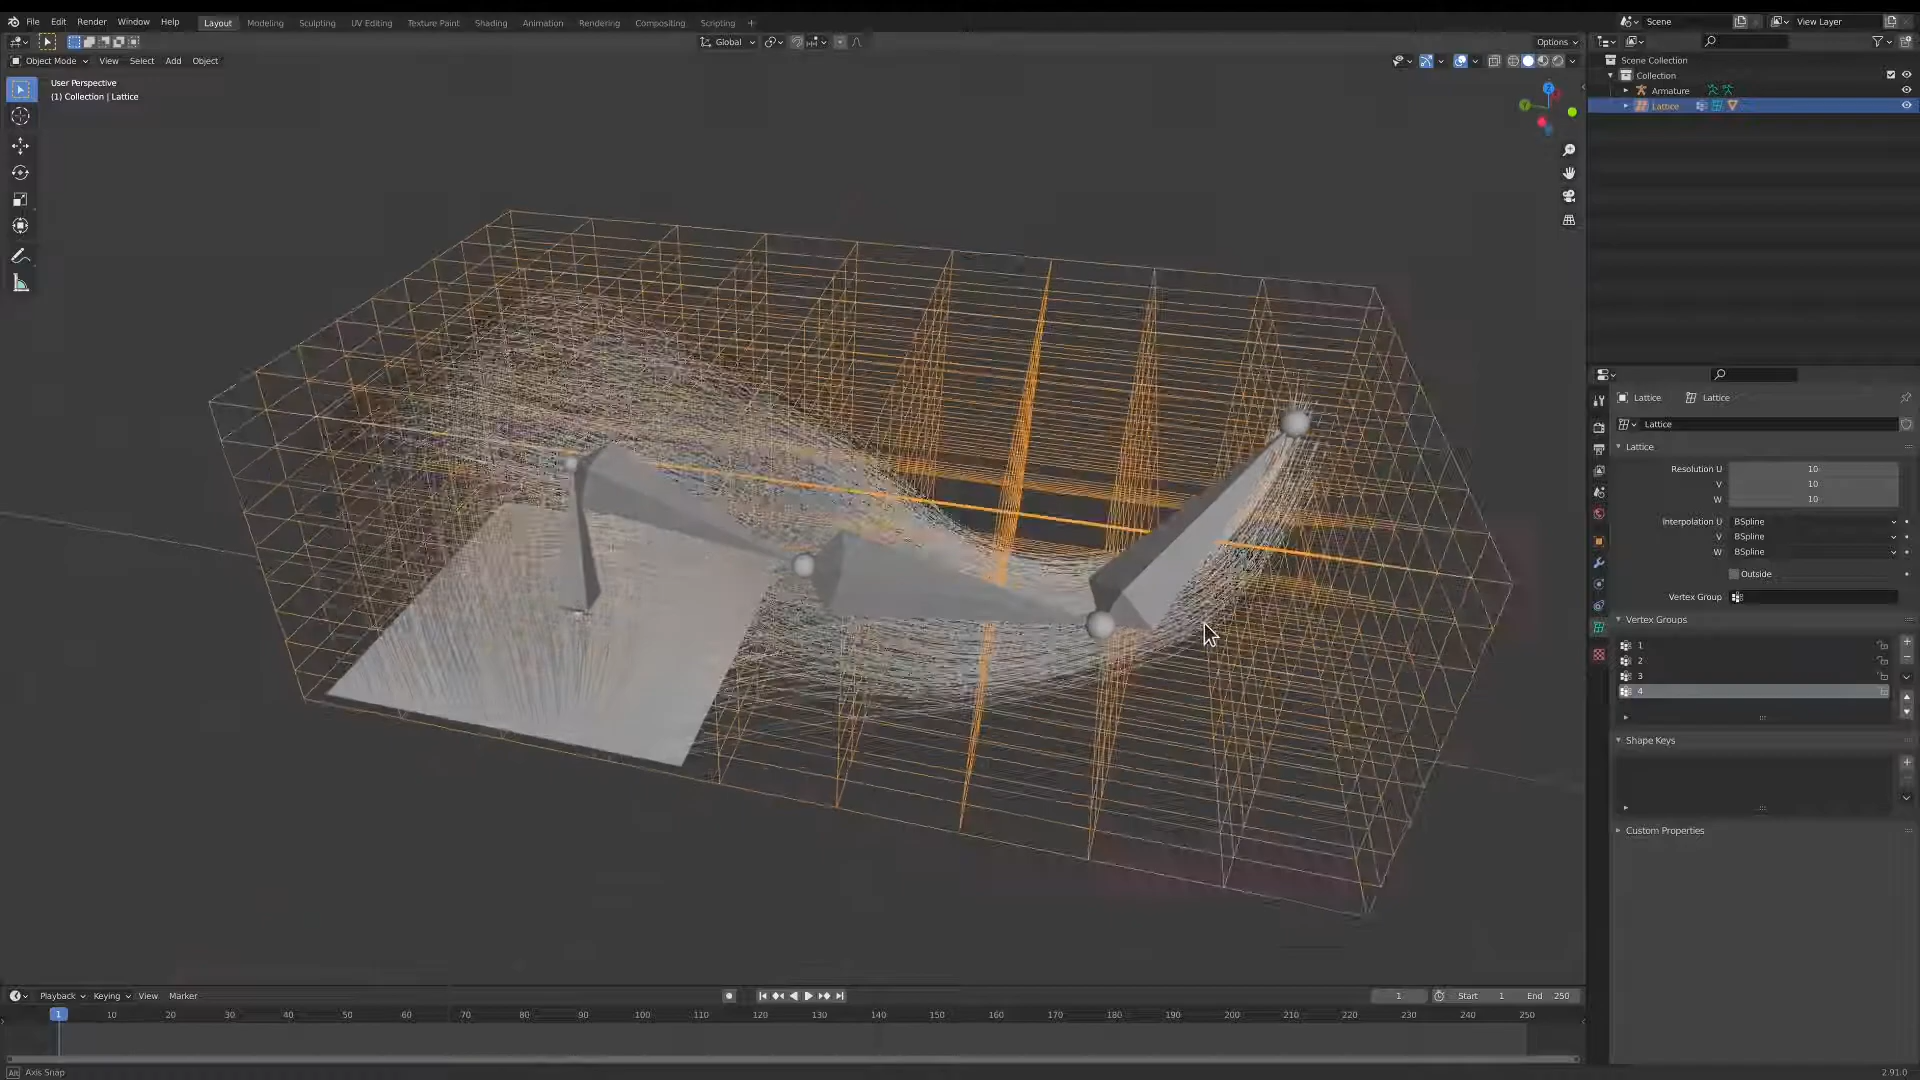 File Edit Render Window Help Layout Modeling Sculpting UV Editing Texture Paint Shading Animation Rendering Compositing Scripting + Scene View Layer
Global Options
Object Mode View Select Add Object
User Perspective
(1) Collection | Lattice
Scene Collection
Collection
Armature
Lattice
Z
Y
Lattice Lattice
Lattice
Lattice
Resolution U 10
V 10
W 10
Interpolation U BSpline
V BSpline
W BSpline
Outside
Vertex Group
Vertex Groups
1
2
3
4
Shape Keys
Custom Properties
Playback Keying View Marker 1 Start 1 End 250
1 10 20 30 40 50 60 70 80 90 100 110 120 130 140 150 160 170 180 190 200 210 220 230 240 250
Alt Axis Snap 2.91.0